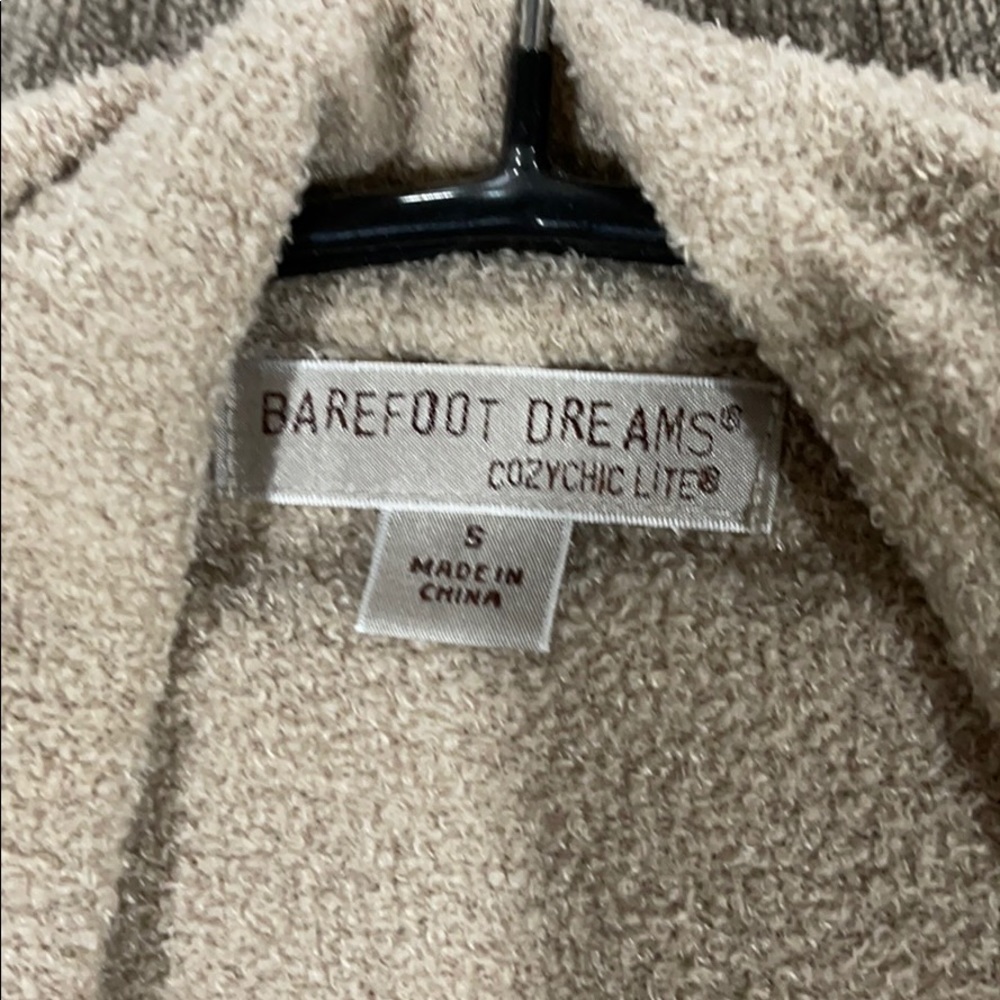 BAREFOOT DREAMS®
COZYCHIC LITE®
S
MADE IN
CHINA